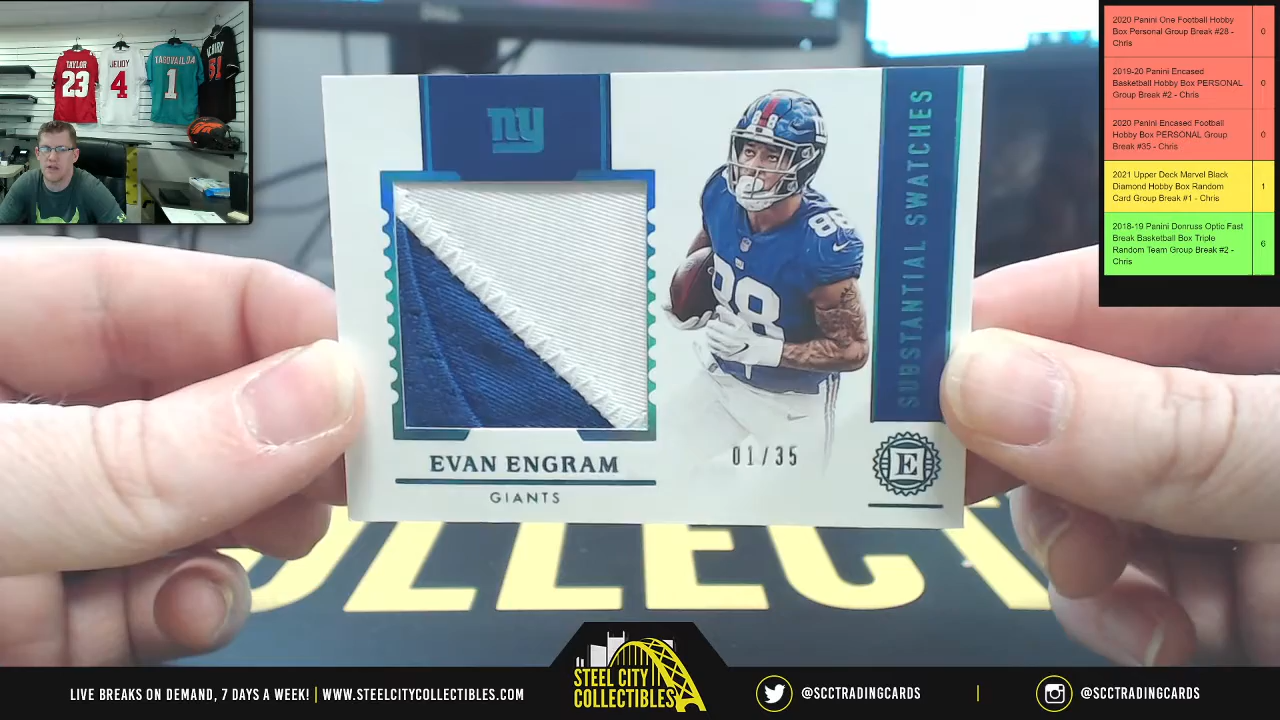 TAYLOR
23
JEUDY
4
TAGOVAILOA
1
51
ny
88
88
88
SUBSTANTIAL SWATCHES
01/35
E
EVAN ENGRAM
GIANTS
COLLECT
2020 Panini One Football Hobby
Box Personal Group Break #28 -
Chris
0
2019-20 Panini Encased
Basketball Hobby Box PERSONAL
Group Break #2 - Chris
0
2020 Panini Encased Football
Hobby Box PERSONAL Group
Break #35 - Chris
0
2021 Upper Deck Marvel Black
Diamond Hobby Box Random
Card Group Break #1 - Chris
1
2018-19 Panini Donruss Optic Fast
Break Basketball Box Triple
Random Team Group Break #2 -
Chris
6
LIVE BREAKS ON DEMAND, 7 DAYS A WEEK! | WWW.STEELCITYCOLLECTIBLES.COM
STEEL CITY
COLLECTIBLES
@SCCTRADINGCARDS
@SCCTRADINGCARDS